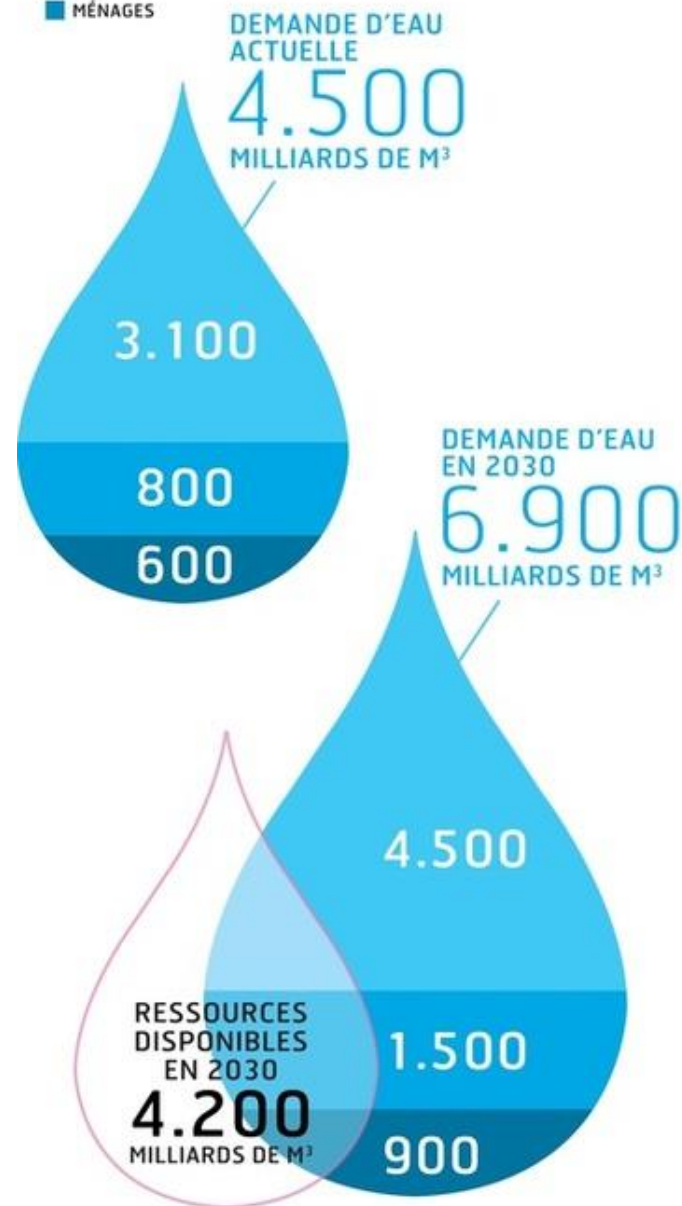 MÉNAGES
DEMANDE D'EAU
ACTUELLE
4.500
MILLIARDS DE M³
3.100
800
600
DEMANDE D'EAU
EN 2030
6.900
MILLIARDS DE M³
4.500
1.500
900
RESSOURCES
DISPONIBLES
EN 2030
4.200
MILLIARDS DE M³